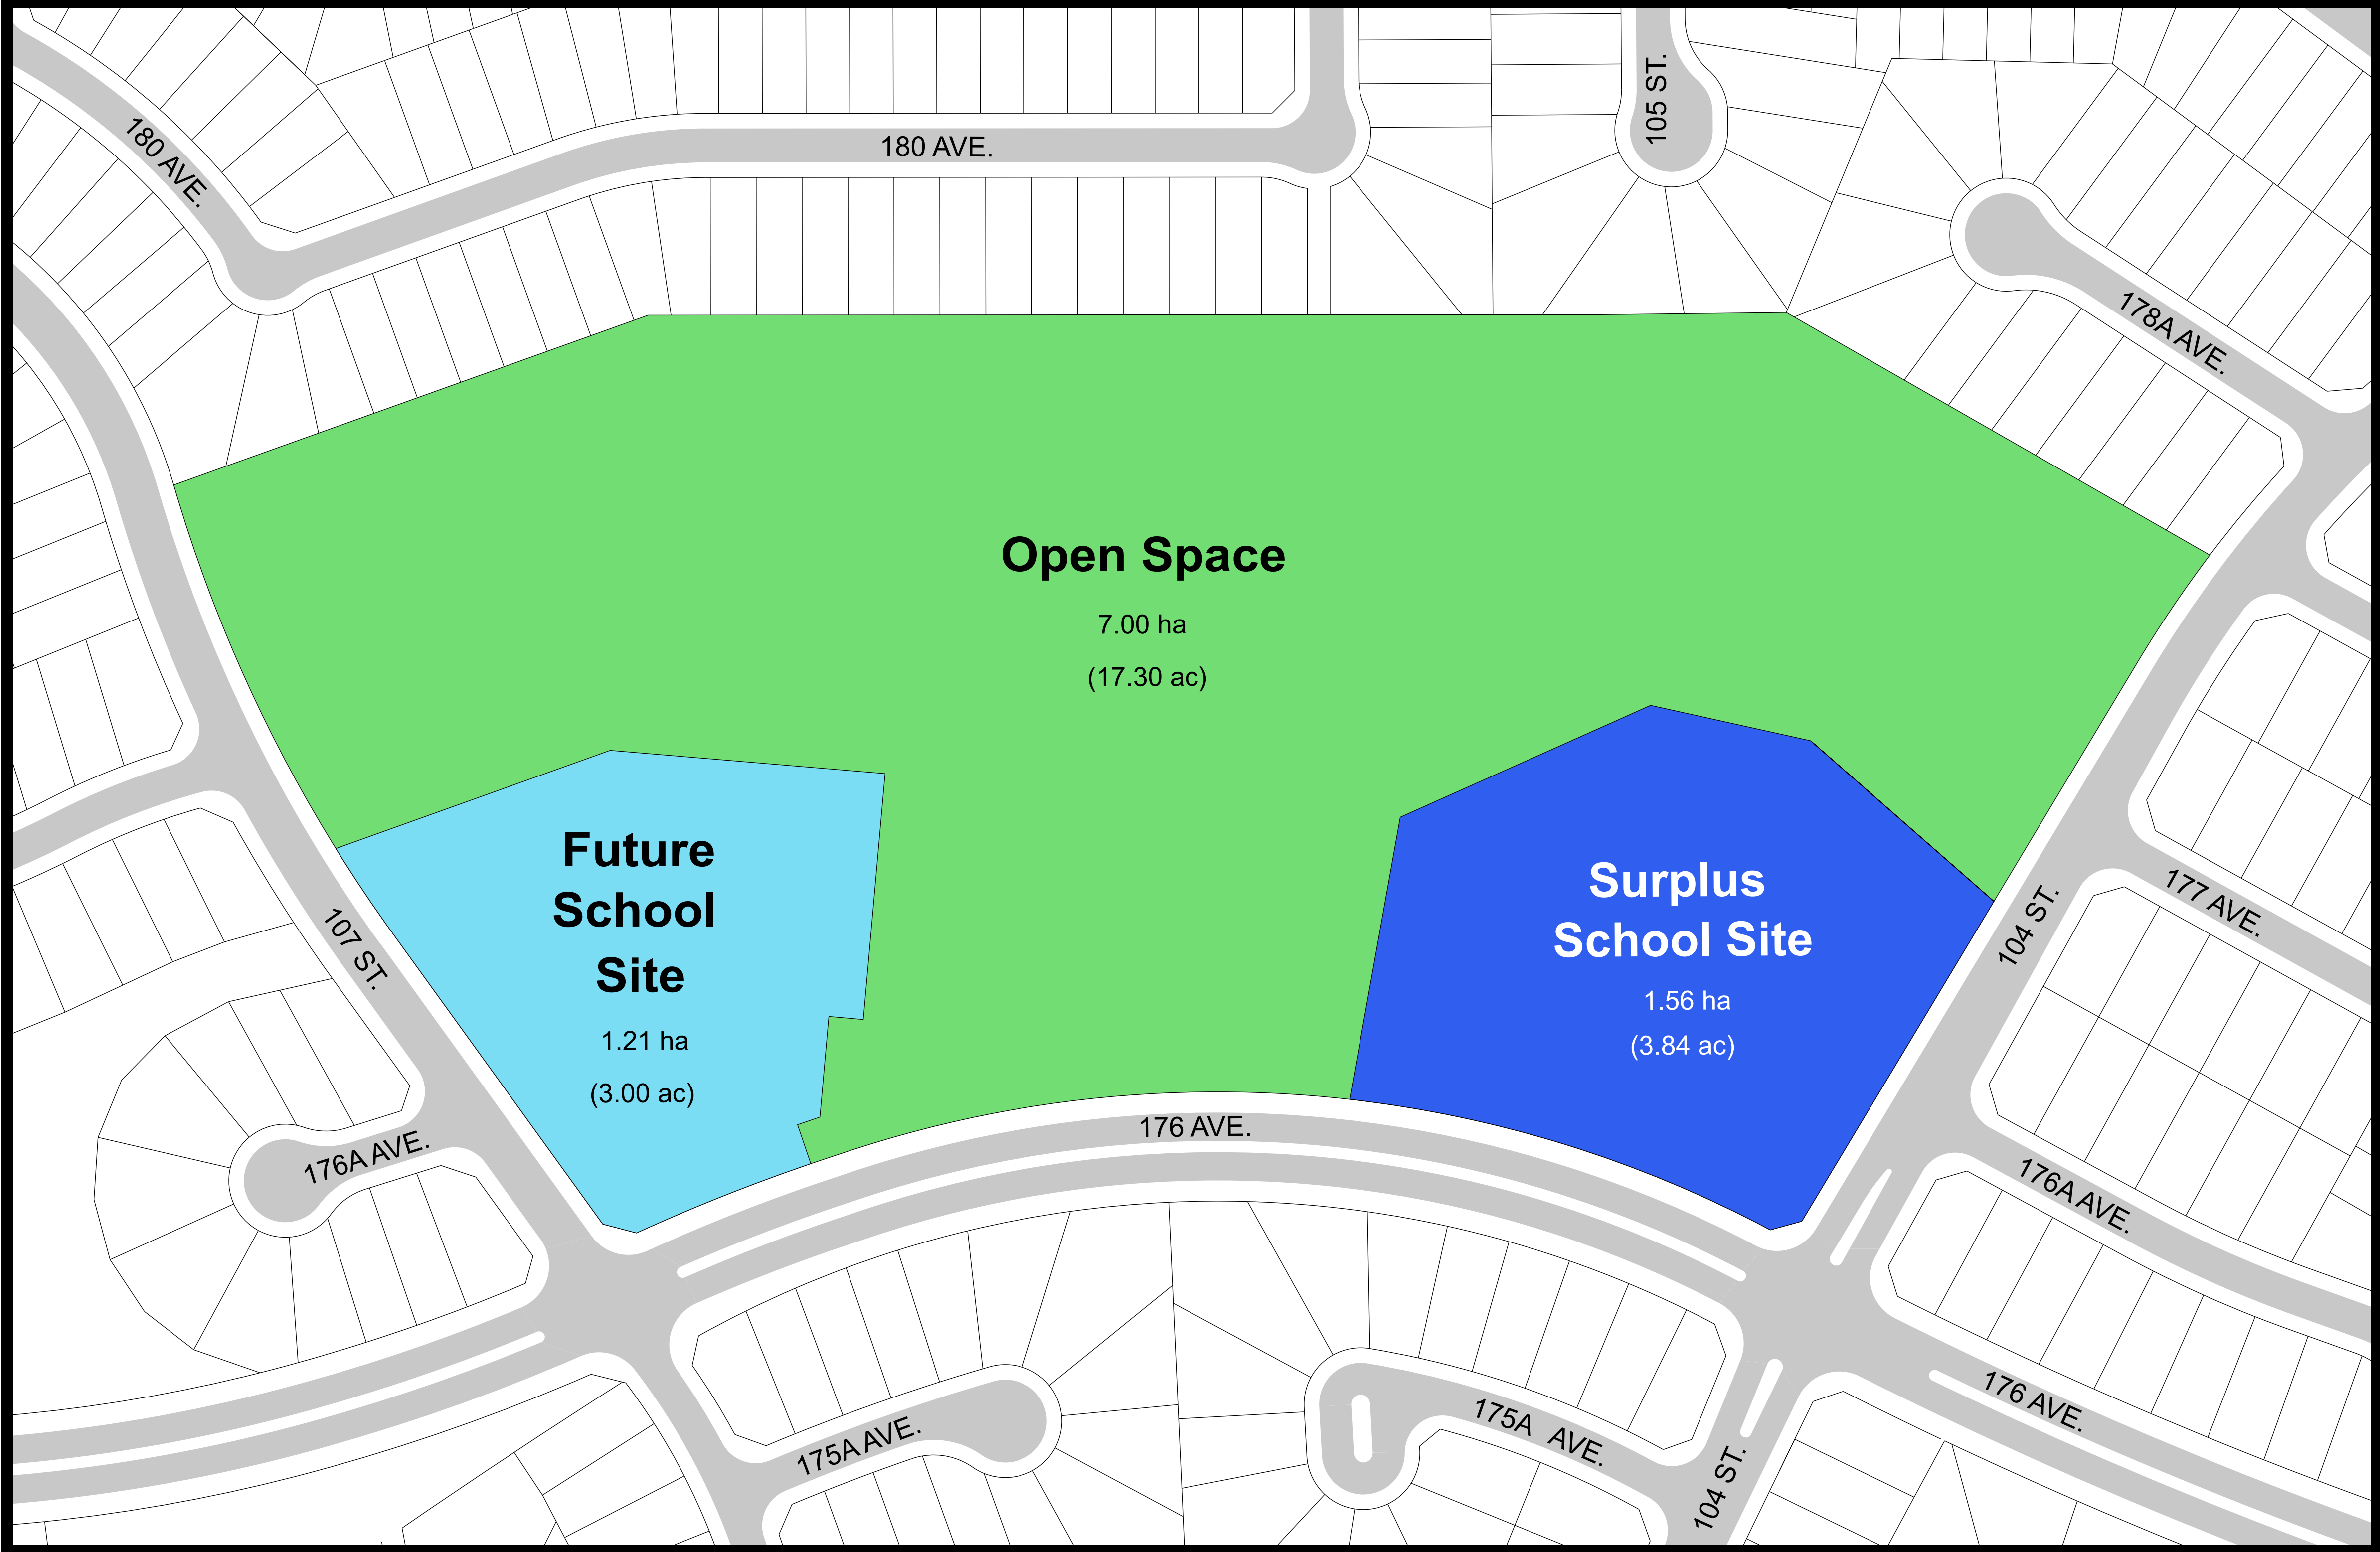 105 ST.
180 AVE.
180 AVE.
178A AVE.
Open Space
7.00 ha
(17.30 ac)
Future
School
Site
1.21 ha
(3.00 ac)
Surplus
School Site
1.56 ha
(3.84 ac)
107 ST.
104 ST.
177 AVE.
176 AVE.
176A AVE.
176A AVE.
175A AVE.
175A AVE.
176 AVE.
104 ST.